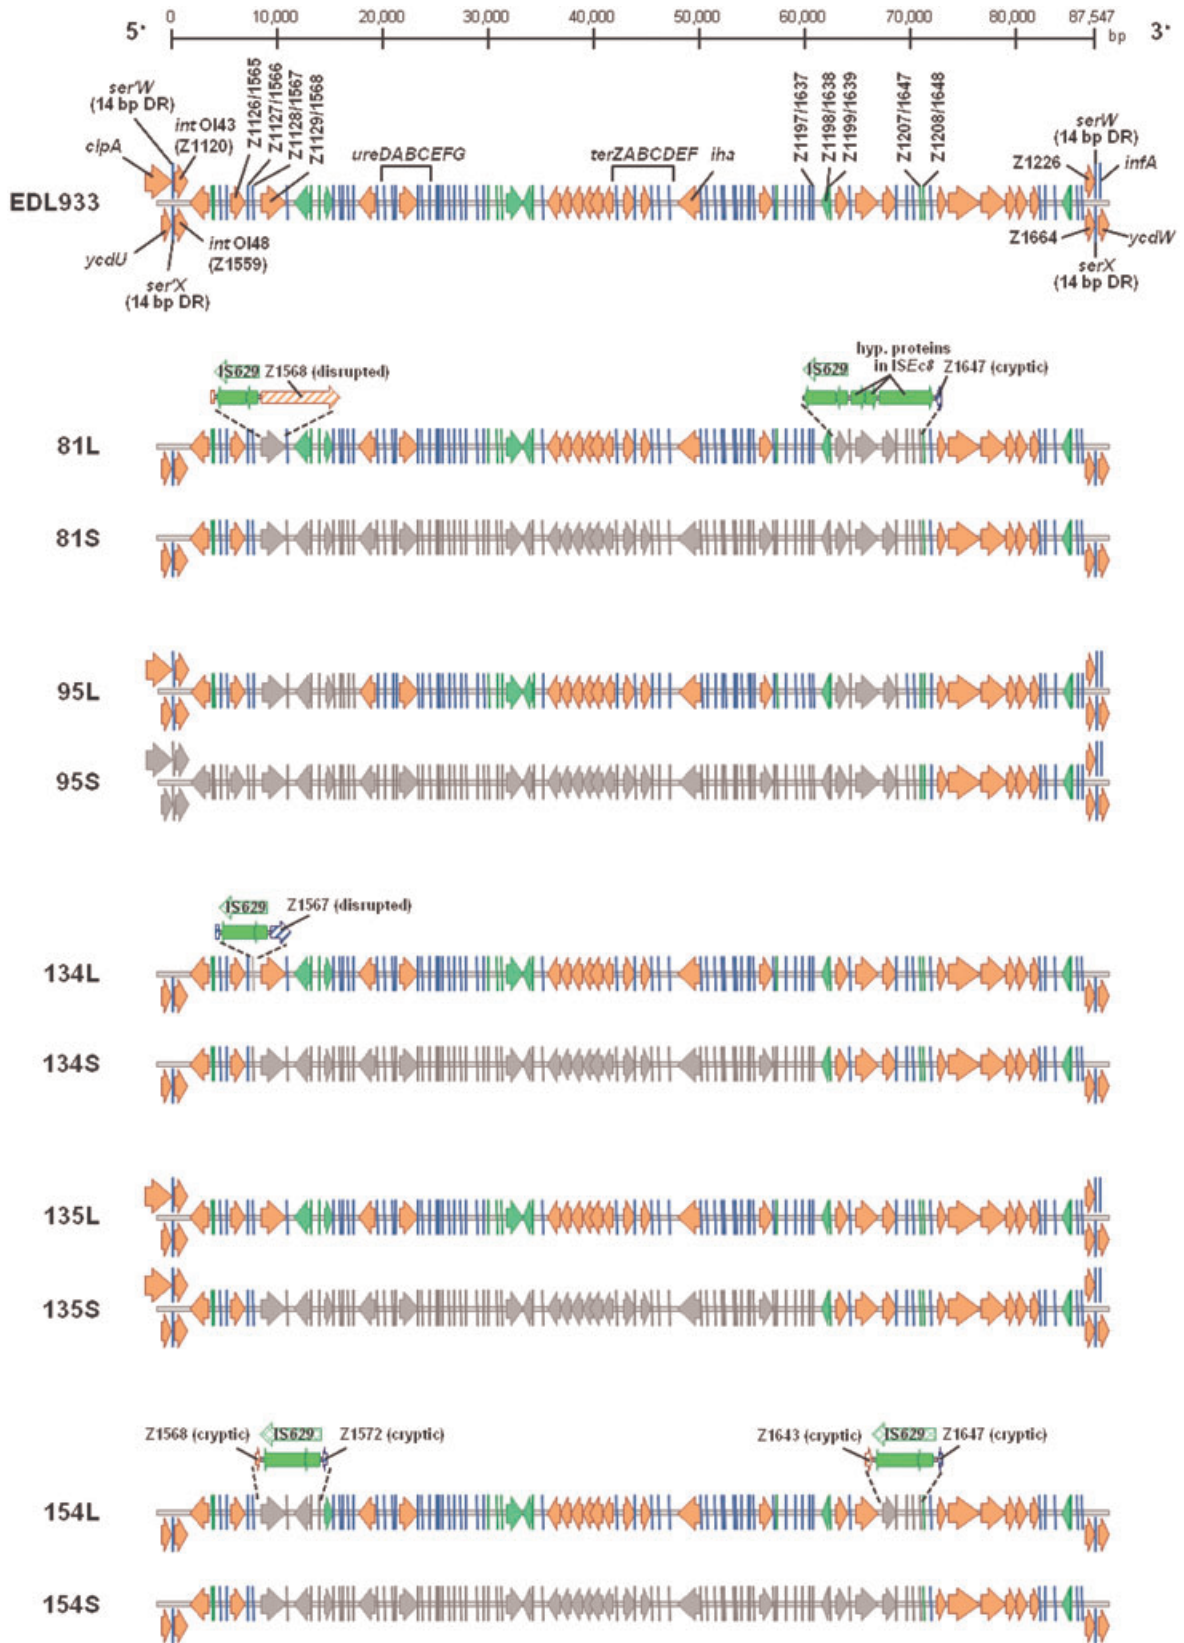 0 10,000 20,000 30,000 40,000 50,000 60,000 70,000 80,000 87,547
5' bp 3'
ser'W
(14 bp DR)
int OI43
(Z1120)
clpA
Z1126/1565
Z1127/1566
Z1128/1567
Z1129/1568
ureDABCEFG
terZABCDEF iha
Z1197/1637
Z1198/1638
Z1199/1639
Z1207/1647
Z1208/1648
serW
(14 bp DR)
Z1226
infA
EDL933
ycdU
int OI48
(Z1559)
ser'X
(14 bp DR)
Z1664
ycdW
serX
(14 bp DR)
IS629 Z1568 (disrupted)
hyp. proteins
in ISEc8
IS629 Z1647 (cryptic)
81L
81S
95L
95S
IS629 Z1567 (disrupted)
134L
134S
135L
135S
Z1568 (cryptic) IS629 Z1572 (cryptic)
Z1643 (cryptic) IS629 Z1647 (cryptic)
154L
154S